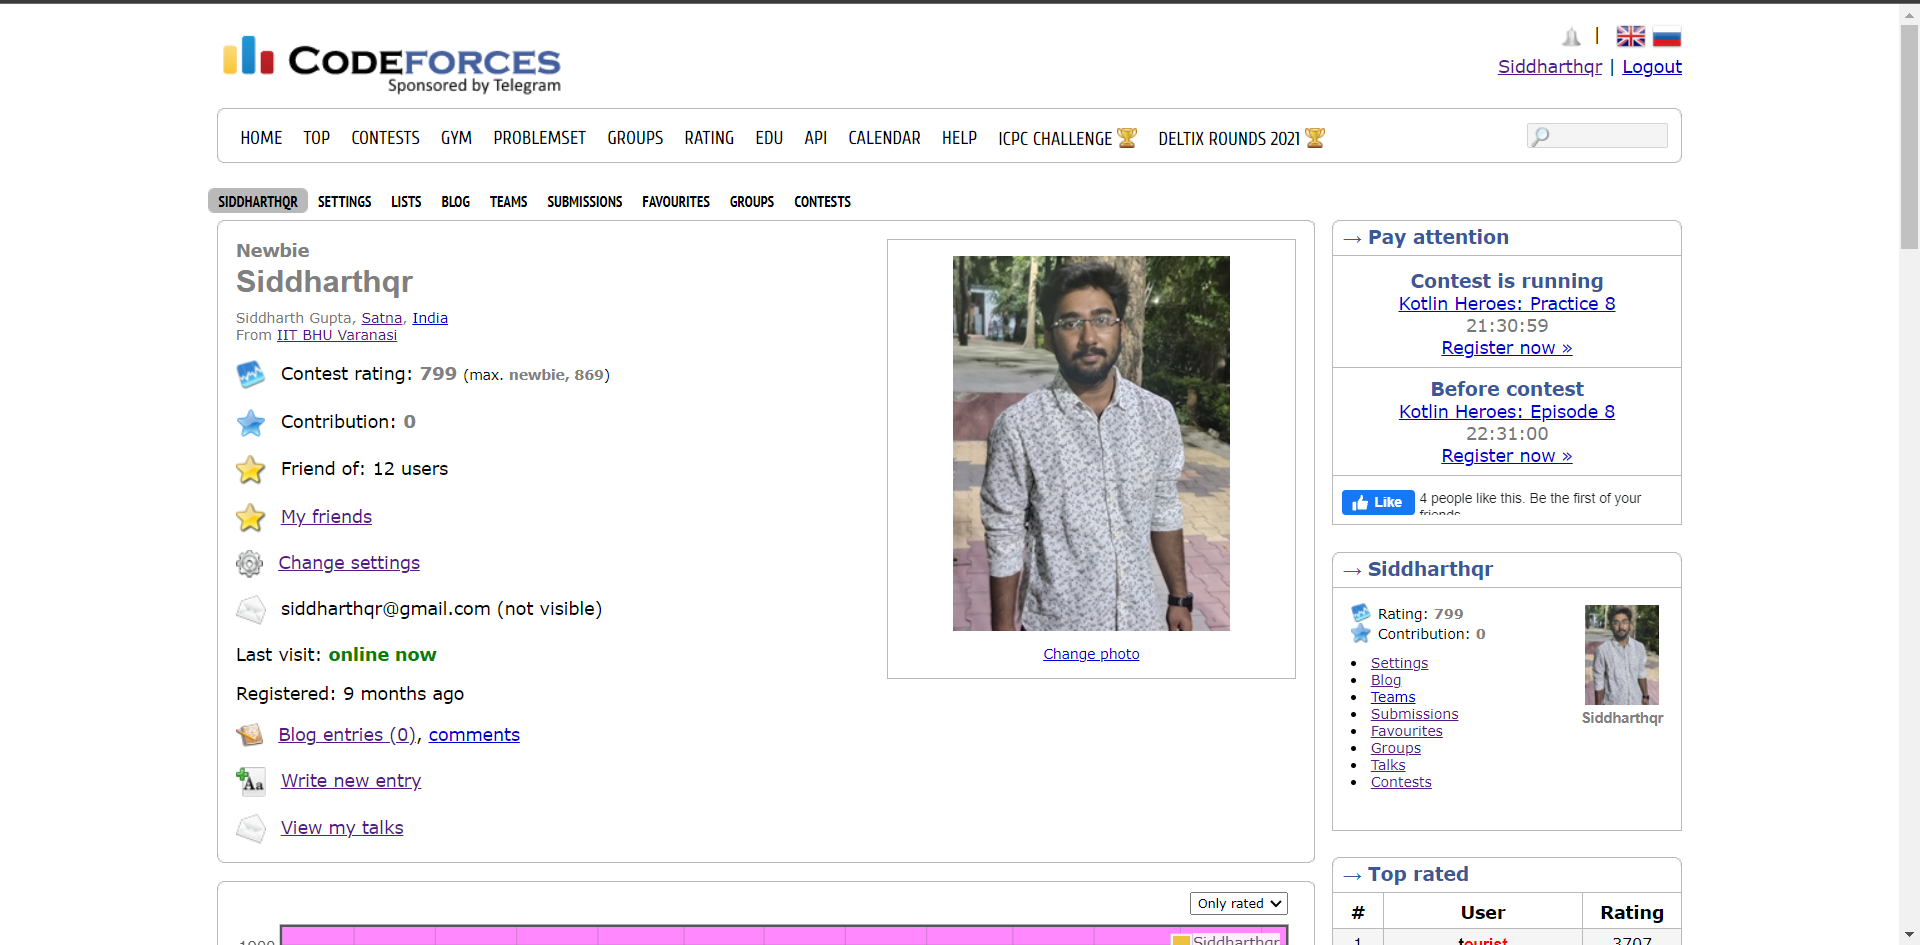 CODEFORCES
Sponsored by Telegram
|
Siddharthqr | Logout
HOME TOP CONTESTS GYM PROBLEMSET GROUPS RATING EDU API CALENDAR HELP ICPC CHALLENGE DELTIX ROUNDS 2021
SIDDHARTHQR SETTINGS LISTS BLOG TEAMS SUBMISSIONS FAVOURITES GROUPS CONTESTS
Newbie
Siddharthqr
Siddharth Gupta, Satna, India
From IIT BHU Varanasi
Contest rating: 799 (max. newbie, 869)
Contribution: 0
Friend of: 12 users
My friends
Change settings
siddharthqr@gmail.com (not visible)
Last visit: online now
Registered: 9 months ago
Blog entries (0), comments
Aa Write new entry
View my talks
Change photo
→ Pay attention
Contest is running
Kotlin Heroes: Practice 8
21:30:59
Register now »
Before contest
Kotlin Heroes: Episode 8
22:31:00
Register now »
Like 4 people like this. Be the first of your
friends.
→ Siddharthqr
Rating: 799
Contribution: 0
Settings
Blog
Teams
Submissions
Favourites
Groups
Talks
Contests
Siddharthqr
→ Top rated
# User Rating
1 tourist 3707
Only rated
1900
Siddharthqr